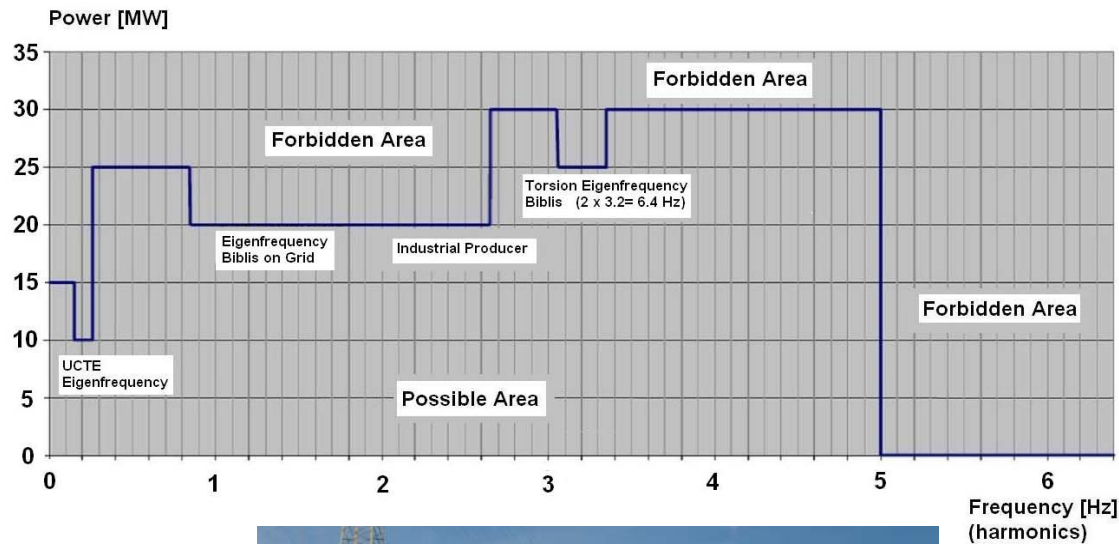 Power [MW]
35
30
25
20
15
10
5
0
Forbidden Area
Forbidden Area
Torsion Eigenfrequency
Biblis (2 x 3.2= 6.4 Hz)
Eigenfrequency
Biblis on Grid
Industrial Producer
Forbidden Area
UCTE
Eigenfrequency
Possible Area
0 1 2 3 4 5 6
Frequency [Hz]
(harmonics)